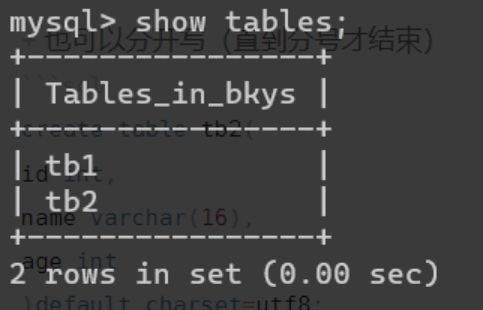 mysql> show tables;
也可以分开写（直到分号才结束）
+----------------+
| Tables_in_bkys |
+----------------+
create table tb2(
| tb1            |
id int,
| tb2            |
name varchar(16),
+----------------+
age int
2 rows in set (0.00 sec)
)default charset=utf8;